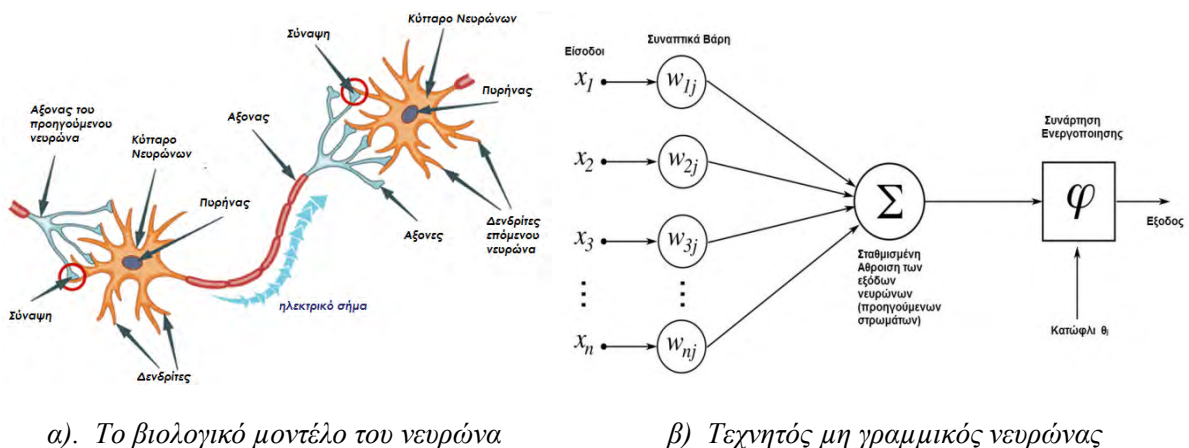 Σύναψη
Κύτταρο Νευρώνων
Πυρήνας
Αξονας του
προηγούμενου
νευρώνα
Κύτταρο
Νευρώνων
Αξονας
Πυρήνας
Δενδρίτες
επόμενου
νευρώνα
Αξονες
Σύναψη
ηλεκτρικό σήμα
Δενδρίτες
α). Το βιολογικό μοντέλο του νευρώνα
Είσοδοι
Συναπτικά Βάρη
x1
w1j
x2
w2j
x3
w3j
xn
wnj
Σ
Σταθμισμένη
Αθροιση των
εξόδων
νευρώνων
(προηγούμενων
στρωμάτων)
Συνάρτηση
Ενεργοποιησης
φ
Εξοδος
Κατώφλι θj
β) Τεχνητός μη γραμμικός νευρώνας